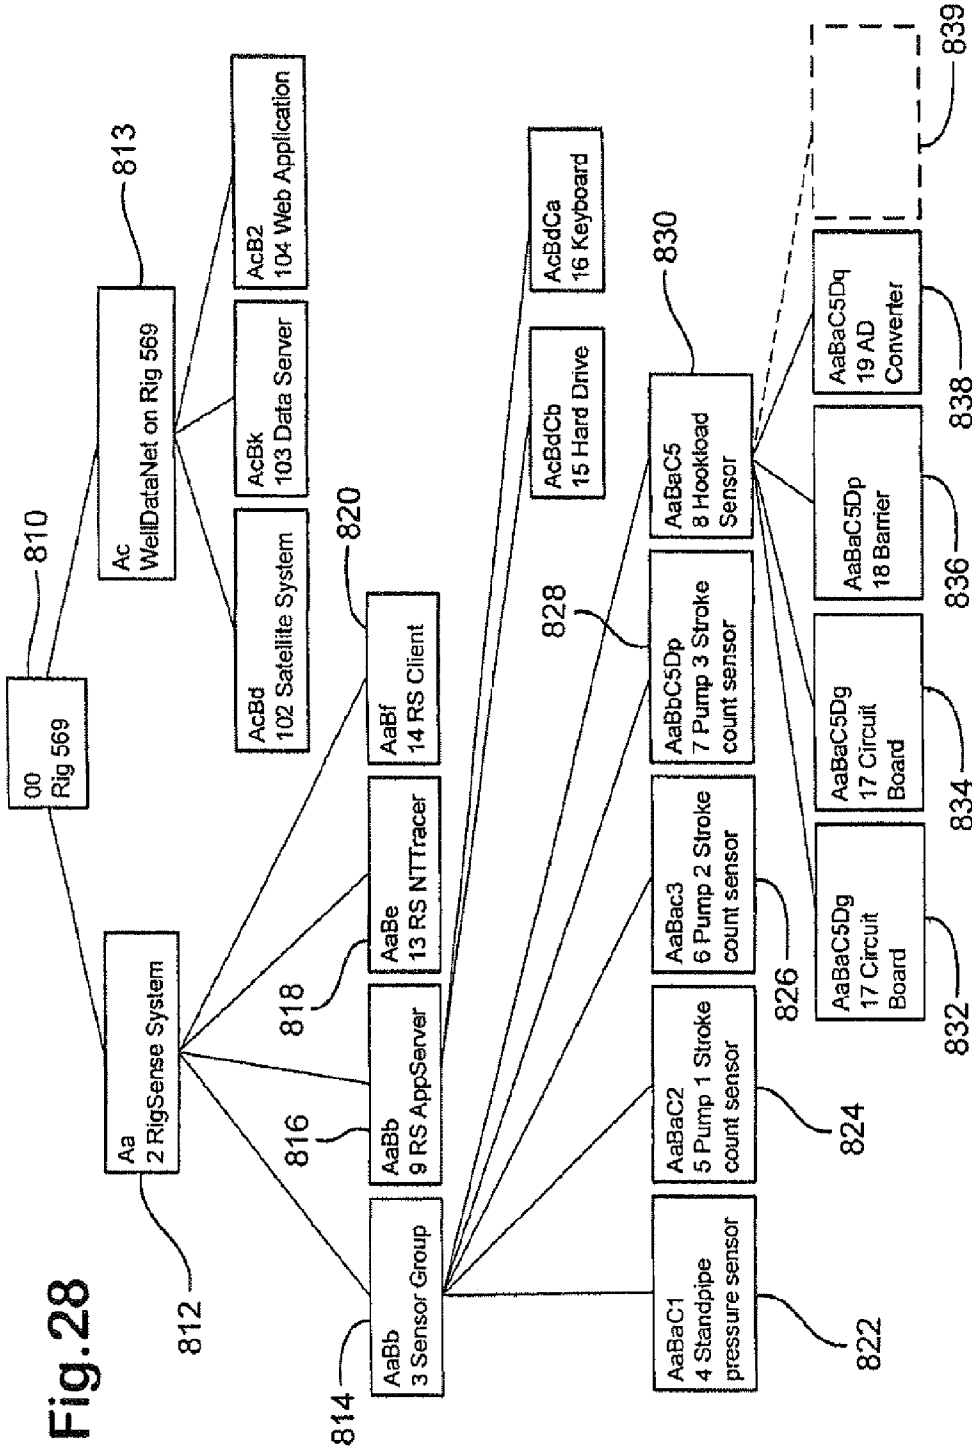 Fig.28
810
00
Rig 569
812
Aa
2 RigSense System
813
Ac
WellDataNet on Rig 569
AcBd
102 Satellite System
AcBk
103 Data Server
AcB2
104 Web Application
814
AaBb
3 Sensor Group
816
AaBb
9 RS AppServer
818
AaBe
13 RS NTTracer
820
AaBf
14 RS Client
AcBdCb
15 Hard Drive
AcBdCa
16 Keyboard
AaBaC1
4 Standpipe
pressure sensor
822
AaBaC2
5 Pump 1 Stroke
count sensor
824
AaBac3
6 Pump 2 Stroke
count sensor
826
828
AaBbC5Dp
7 Pump 3 Stroke
count sensor
830
AaBaC5
8 Hookload
Sensor
AaBaC5Dg
17 Circuit
Board
832
AaBaC5Dg
17 Circuit
Board
834
AaBaC5Dp
18 Barrier
836
AaBaC5Dq
19 AD
Converter
838
839